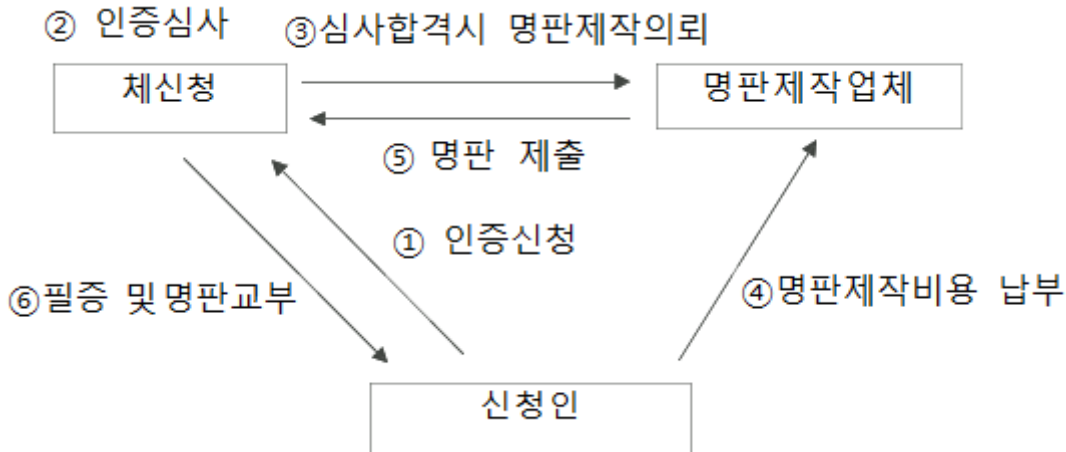 ② 인증심사
③심사합격시 명판제작의뢰
체신청
명판제작업체
⑤ 명판 제출
① 인증신청
⑥필증 및 명판교부
④명판제작비용 납부
신청인